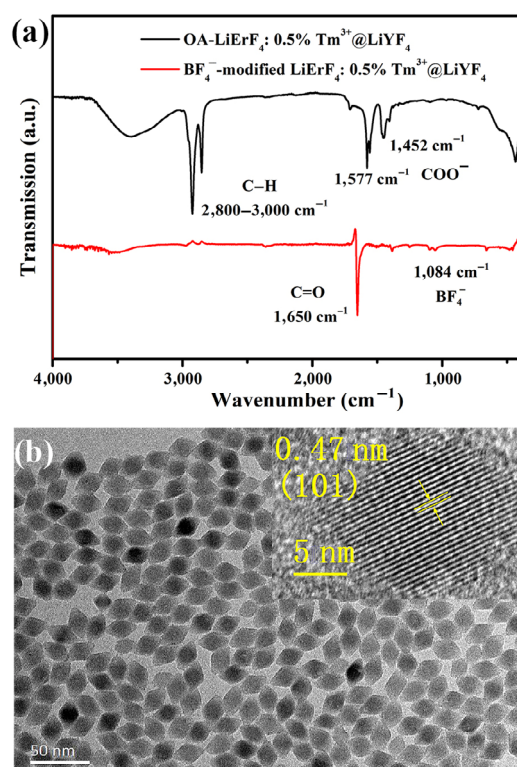 (a)
OA-LiErF₄: 0.5% Tm³⁺@LiYF₄
BF₄⁻-modified LiErF₄: 0.5% Tm³⁺@LiYF₄
Transmission (a.u.)
C–H
2,800–3,000 cm⁻¹
1,452 cm⁻¹
1,577 cm⁻¹ COO⁻
C=O
1,650 cm⁻¹
1,084 cm⁻¹
BF₄⁻
4,000 3,000 2,000 1,000
Wavenumber (cm⁻¹)
(b)
0.47 nm
(101)
5 nm
50 nm